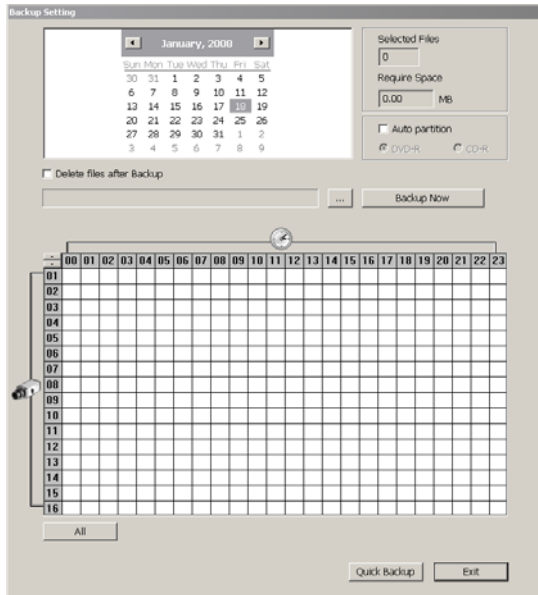 Backup Setting
January, 2008
Sun Mon Tue Wed Thu Fri Sat
30 31 1 2 3 4 5
6 7 8 9 10 11 12
13 14 15 16 17 18 19
20 21 22 23 24 25 26
27 28 29 30 31 1 2
3 4 5 6 7 8 9
Selected Files
0
Require Space
0.00 MB
Auto partition
DVD-R CD-R
Delete files after Backup
... Backup Now
00 01 02 03 04 05 06 07 08 09 10 11 12 13 14 15 16 17 18 19 20 21 22 23
01
02
03
04
05
06
07
08
09
10
11
12
13
14
15
16
All
Quick Backup Exit